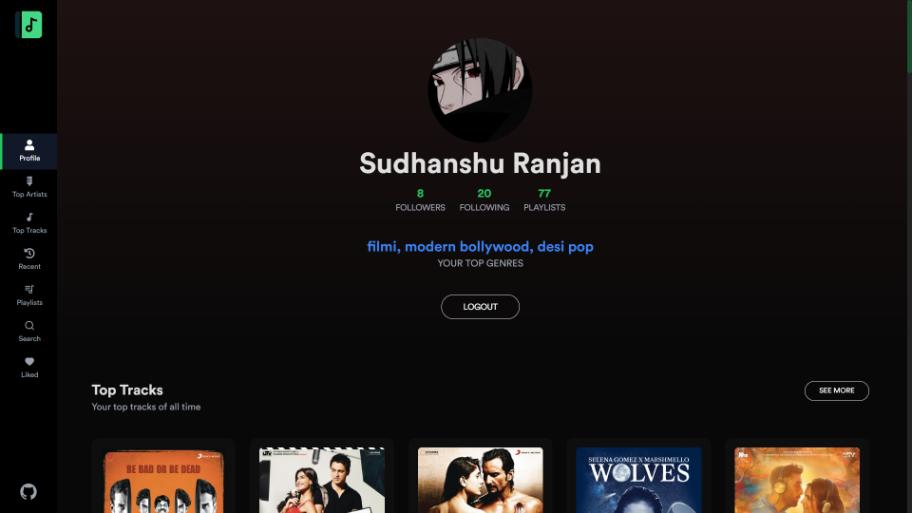 Profile
Top Artists
Top Tracks
Recent
Playlists
Search
Liked
Sudhanshu Ranjan
8
20
77
FOLLOWERS
FOLLOWING
PLAYLISTS
filmi, modern bollywood, desi pop
YOUR TOP GENRES
LOGOUT
Top Tracks
Your top tracks of all time
SEE MORE
BE BAD OR BE DEAD
SELENA GOMEZ X MARSHMELLO
WOLVES